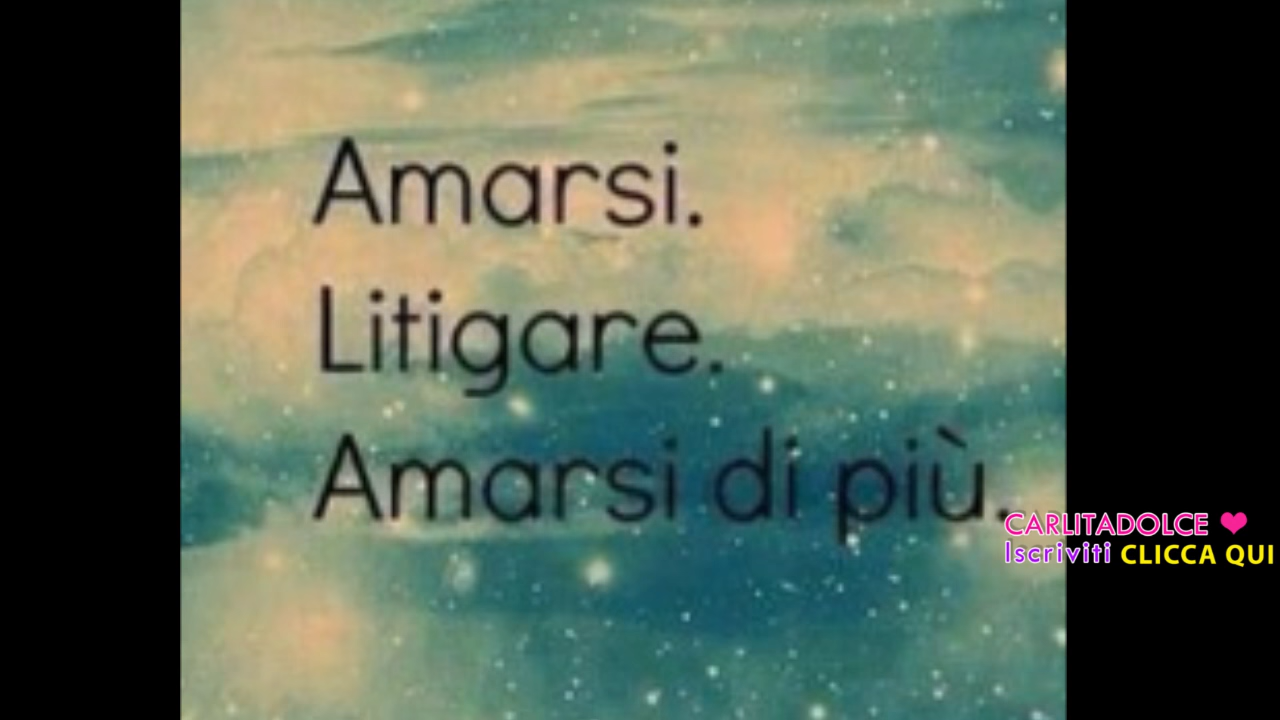 Amarsi.
Litigare.
Amarsi di più.
CARLITADOLCE ❤
Iscriviti CLICCA QUI